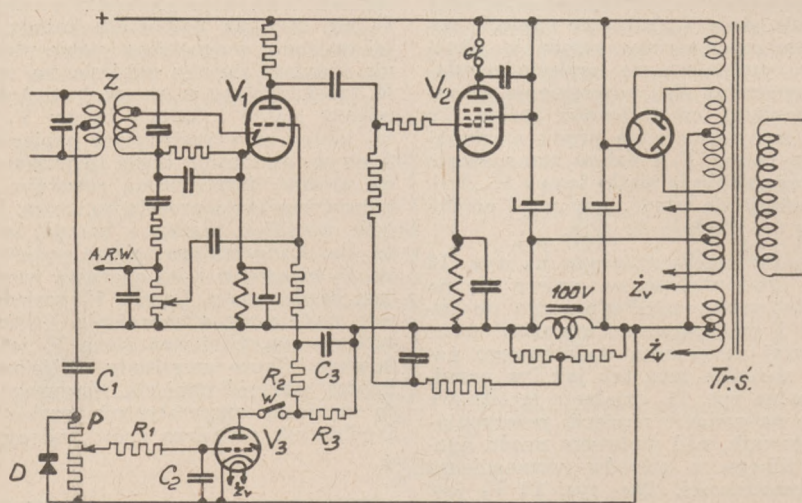 +
Z
V₁
G
V₂
A.R.W.
100V
Żᵥ
Żᵥ
C₁
C₃
R₂
W
R₃
Tr.ś.
P
R₁
V₃
D
C₂
Żᵥ